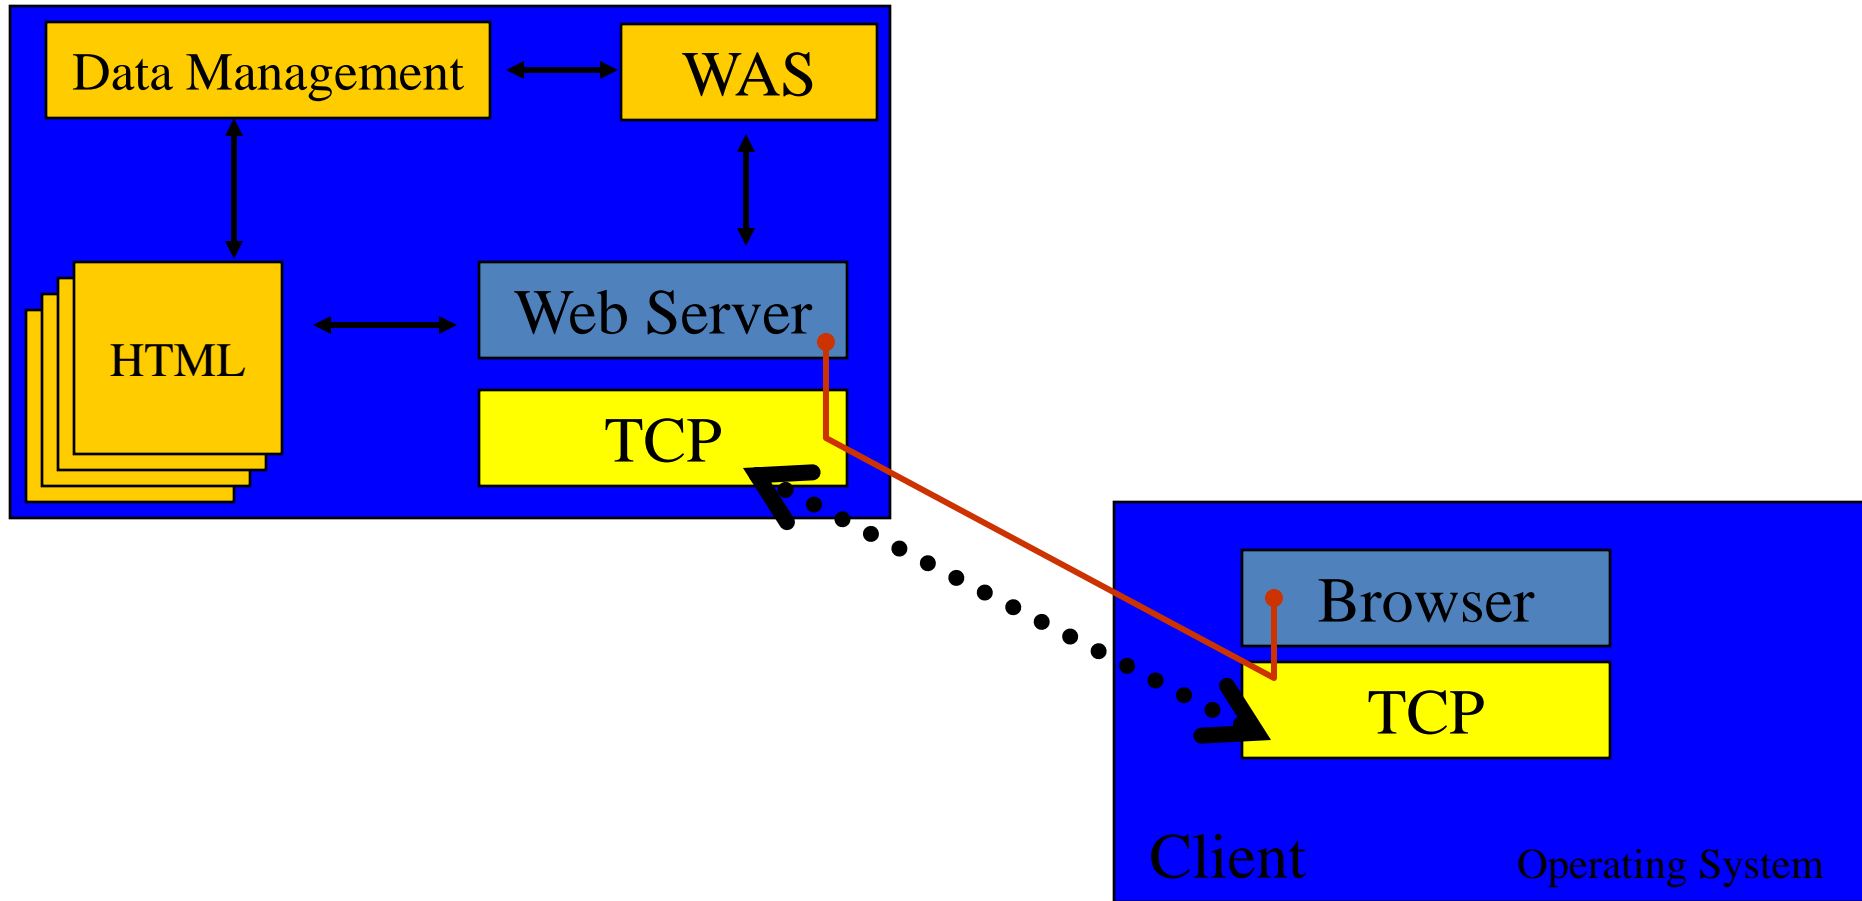 Data Management
WAS
Web Server
HTML
TCP
Browser
TCP
Client
Operating System